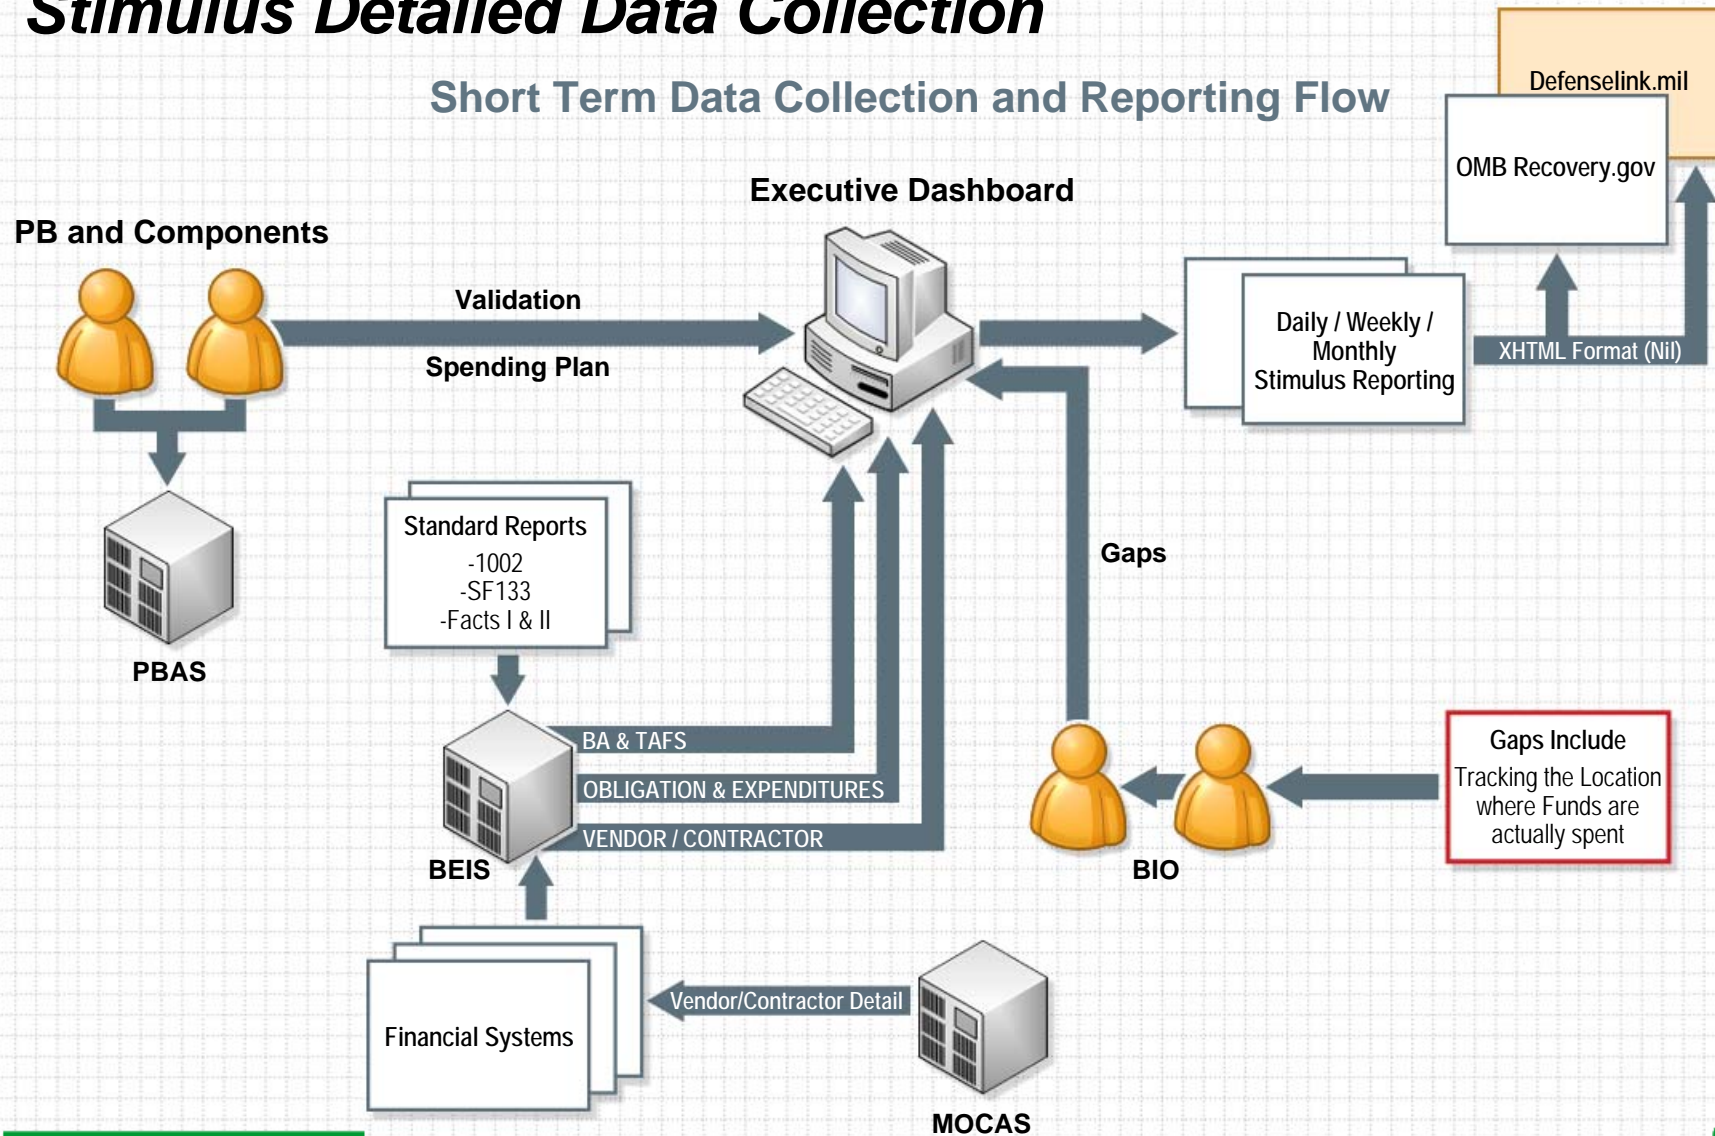 Stimulus Detailed Data Collection
Short Term Data Collection and Reporting Flow
Defenselink.mil
OMB Recovery.gov
Executive Dashboard
PB and Components
Validation
Spending Plan
Daily / Weekly /
Monthly
Stimulus Reporting
XHTML Format (Nil)
Standard Reports
-1002
-SF133
-Facts I & II
Gaps
PBAS
BA & TAFS
OBLIGATION & EXPENDITURES
VENDOR / CONTRACTOR
BEIS
BIO
Gaps Include
Tracking the Location
where Funds are
actually spent
Vendor/Contractor Detail
Financial Systems
MOCAS